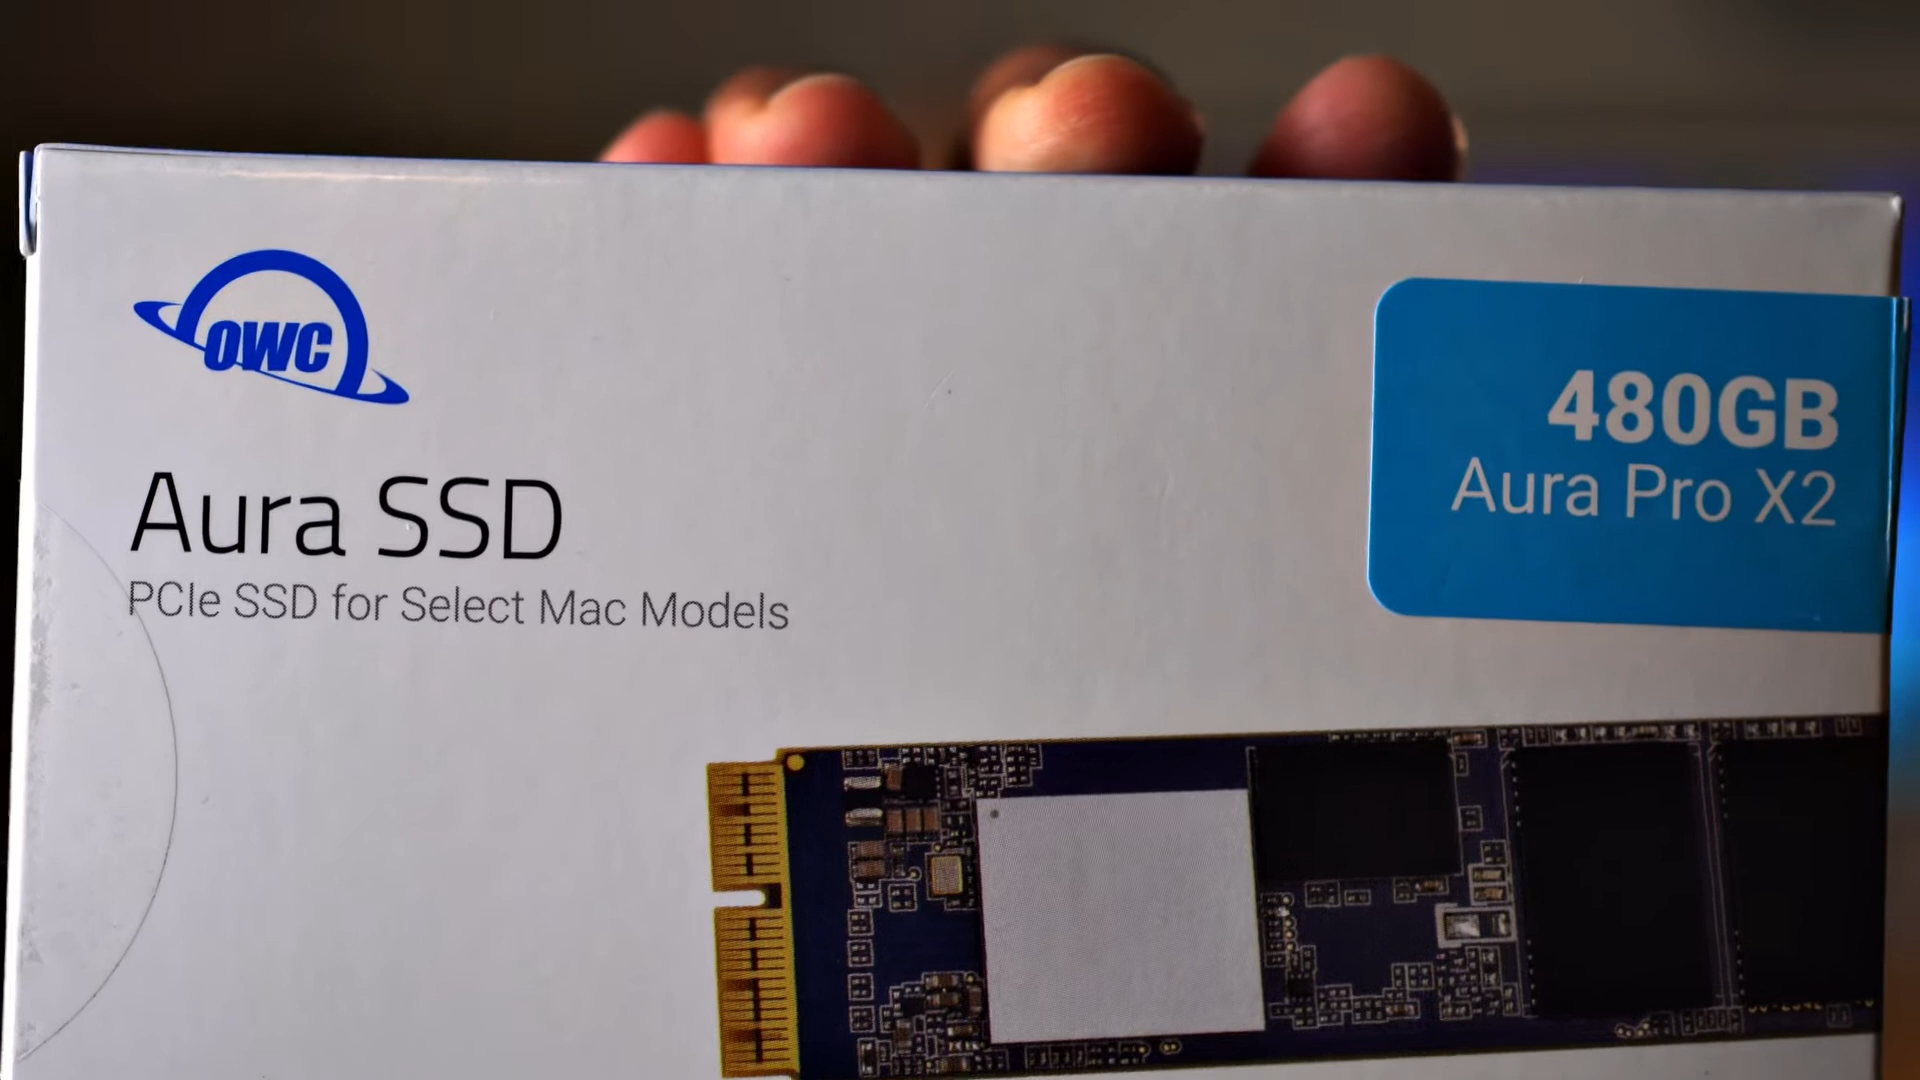 OWC
Aura SSD
PCIe SSD for Select Mac Models
480GB
Aura Pro X2